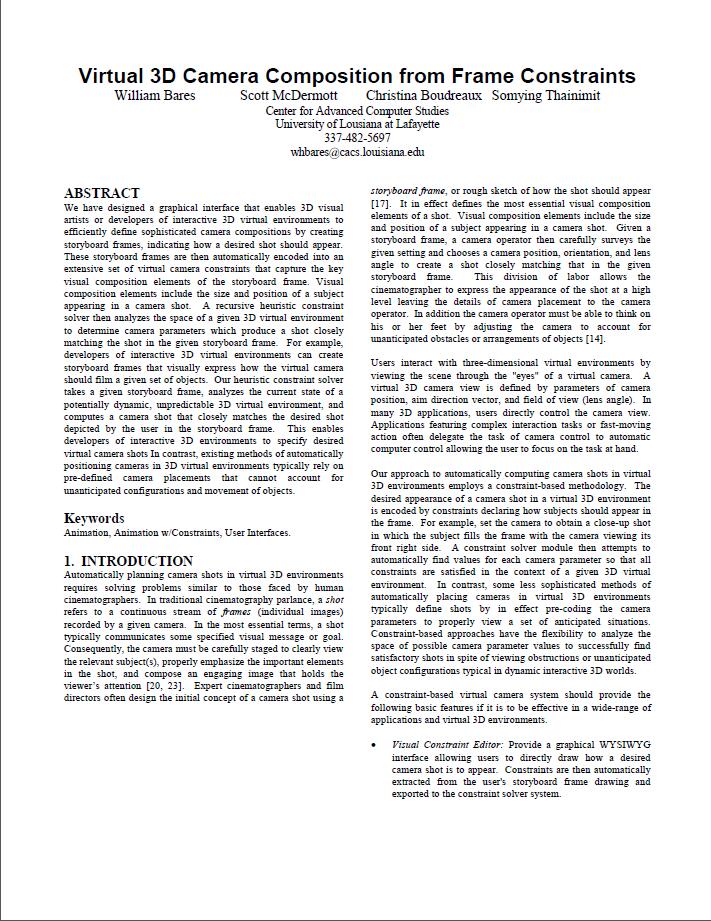 Virtual 3D Camera Composition from Frame Constraints
William Bares Scott McDermott Christina Boudreaux Somying Thainimit
Center for Advanced Computer Studies
University of Lousiana at Lafayette
337-482-5697
whbares@cacs.louisiana.edu
ABSTRACT
We have designed a graphical interface that enables 3D visual
artists or developers of interactive 3D virtual environments to
efficiently define sophisticated camera compositions by creating
storyboard frames, indicating how a desired shot should appear.
These storyboard frames are then automatically encoded into an
extensive set of virtual camera constraints that capture the key
visual composition elements of the storyboard frame. Visual
composition elements include the size and position of a subject
appearing in a camera shot. A recursive heuristic constraint
solver then analyzes the space of a given 3D virtual environment
to determine camera parameters which produce a shot closely
matching the shot in the given storyboard frame. For example,
developers of interactive 3D virtual environments can create
storyboard frames that visually express how the virtual camera
should film a given set of objects. Our heuristic constraint solver
takes a given storyboard frame, analyzes the current state of a
potentially dynamic, unpredictable 3D virtual environment, and
computes a camera shot that closely matches the desired shot
depicted by the user in the storyboard frame. This enables
developers of interactive 3D environments to specify desired
virtual camera shots In contrast, existing methods of automatically
positioning cameras in 3D virtual environments typically rely on
pre-defined camera placements that cannot account for
unanticipated configurations and movement of objects.
Keywords
Animation, Animation w/Constraints, User Interfaces.
1. INTRODUCTION
Automatically planning camera shots in virtual 3D environments
requires solving problems similar to those faced by human
cinematographers. In traditional cinematography parlance, a shot
refers to a continuous stream of frames (individual images)
recorded by a given camera. In the most essential terms, a shot
typically communicates some specified visual message or goal.
Consequently, the camera must be carefully staged to clearly view
the relevant subject(s), properly emphasize the important elements
in the shot, and compose an engaging image that holds the
viewer's attention [20, 23]. Expert cinematographers and film
directors often design the initial concept of a camera shot using a
storyboard frame, or rough sketch of how the shot should appear
[17]. It in effect defines the most essential visual composition
elements of a shot. Visual composition elements include the size
and position of a subject appearing in a camera shot. Given a
storyboard frame, a camera operator then carefully surveys the
given setting and chooses a camera position, orientation, and lens
angle to create a shot closely matching that in the given
storyboard frame. This division of labor allows the
cinematographer to express the appearance of the shot at a high
level leaving the details of camera placement to the camera
operator. In addition the camera operator must be able to think on
his or her feet by adjusting the camera to account for
unanticipated obstacles or arrangements of objects [14].
Users interact with three-dimensional virtual environments by
viewing the scene through the "eyes" of a virtual camera. A
virtual 3D camera view is defined by parameters of camera
position, aim direction vector, and field of view (lens angle). In
many 3D applications, users directly control the camera view.
Applications featuring complex interaction tasks or fast-moving
action often delegate the task of camera control to automatic
computer control allowing the user to focus on the task at hand.
Our approach to automatically computing camera shots in virtual
3D environments employs a constraint-based methodology. The
desired appearance of a camera shot in a virtual 3D environment
is encoded by constraints declaring how subjects should appear in
the frame. For example, set the camera to obtain a close-up shot
in which the subject fills the frame with the camera viewing its
front right side. A constraint solver module then attempts to
automatically find values for each camera parameter so that all
constraints are satisfied in the context of a given 3D virtual
environment. In contrast, some less sophisticated methods of
automatically placing cameras in virtual 3D environments
typically define shots by in effect pre-coding the camera
parameters to properly view a set of anticipated situations.
Constraint-based approaches have the flexibility to analyze the
space of possible camera parameter values to successfully find
satisfactory shots in spite of viewing obstructions or unanticipated
object configurations typical in dynamic interactive 3D worlds.
A constraint-based virtual camera system should provide the
following basic features if it is to be effective in a wide-range of
applications and virtual 3D environments.
• Visual Constraint Editor: Provide a graphical WYSIWYG
interface allowing users to directly draw how a desired
camera shot is to appear. Constraints are then automatically
extracted from the user's storyboard frame drawing and
exported to the constraint solver system.